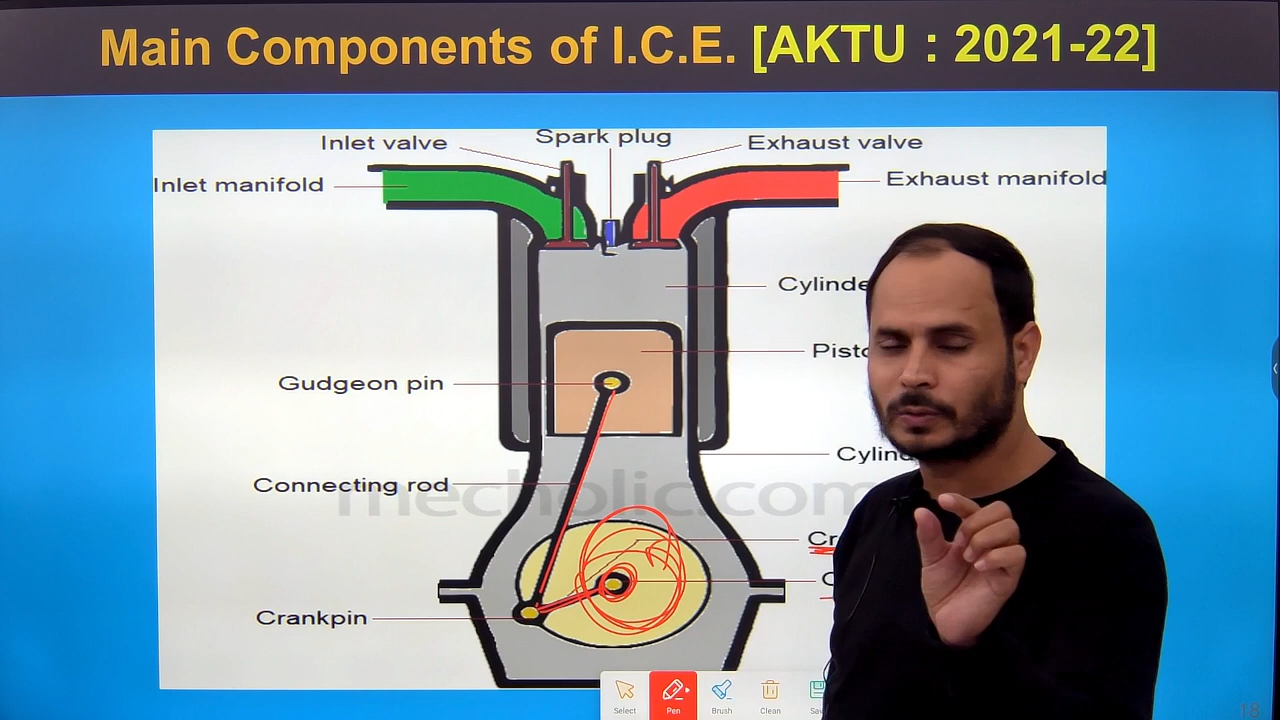 Main Components of I.C.E. [AKTU : 2021-22]
Inlet valve
Spark plug
Exhaust valve
Inlet manifold
Exhaust manifold
Gudgeon pin
Connecting rod
mecholic.com
Crankpin
Select
Pen
Brush
Clean
18